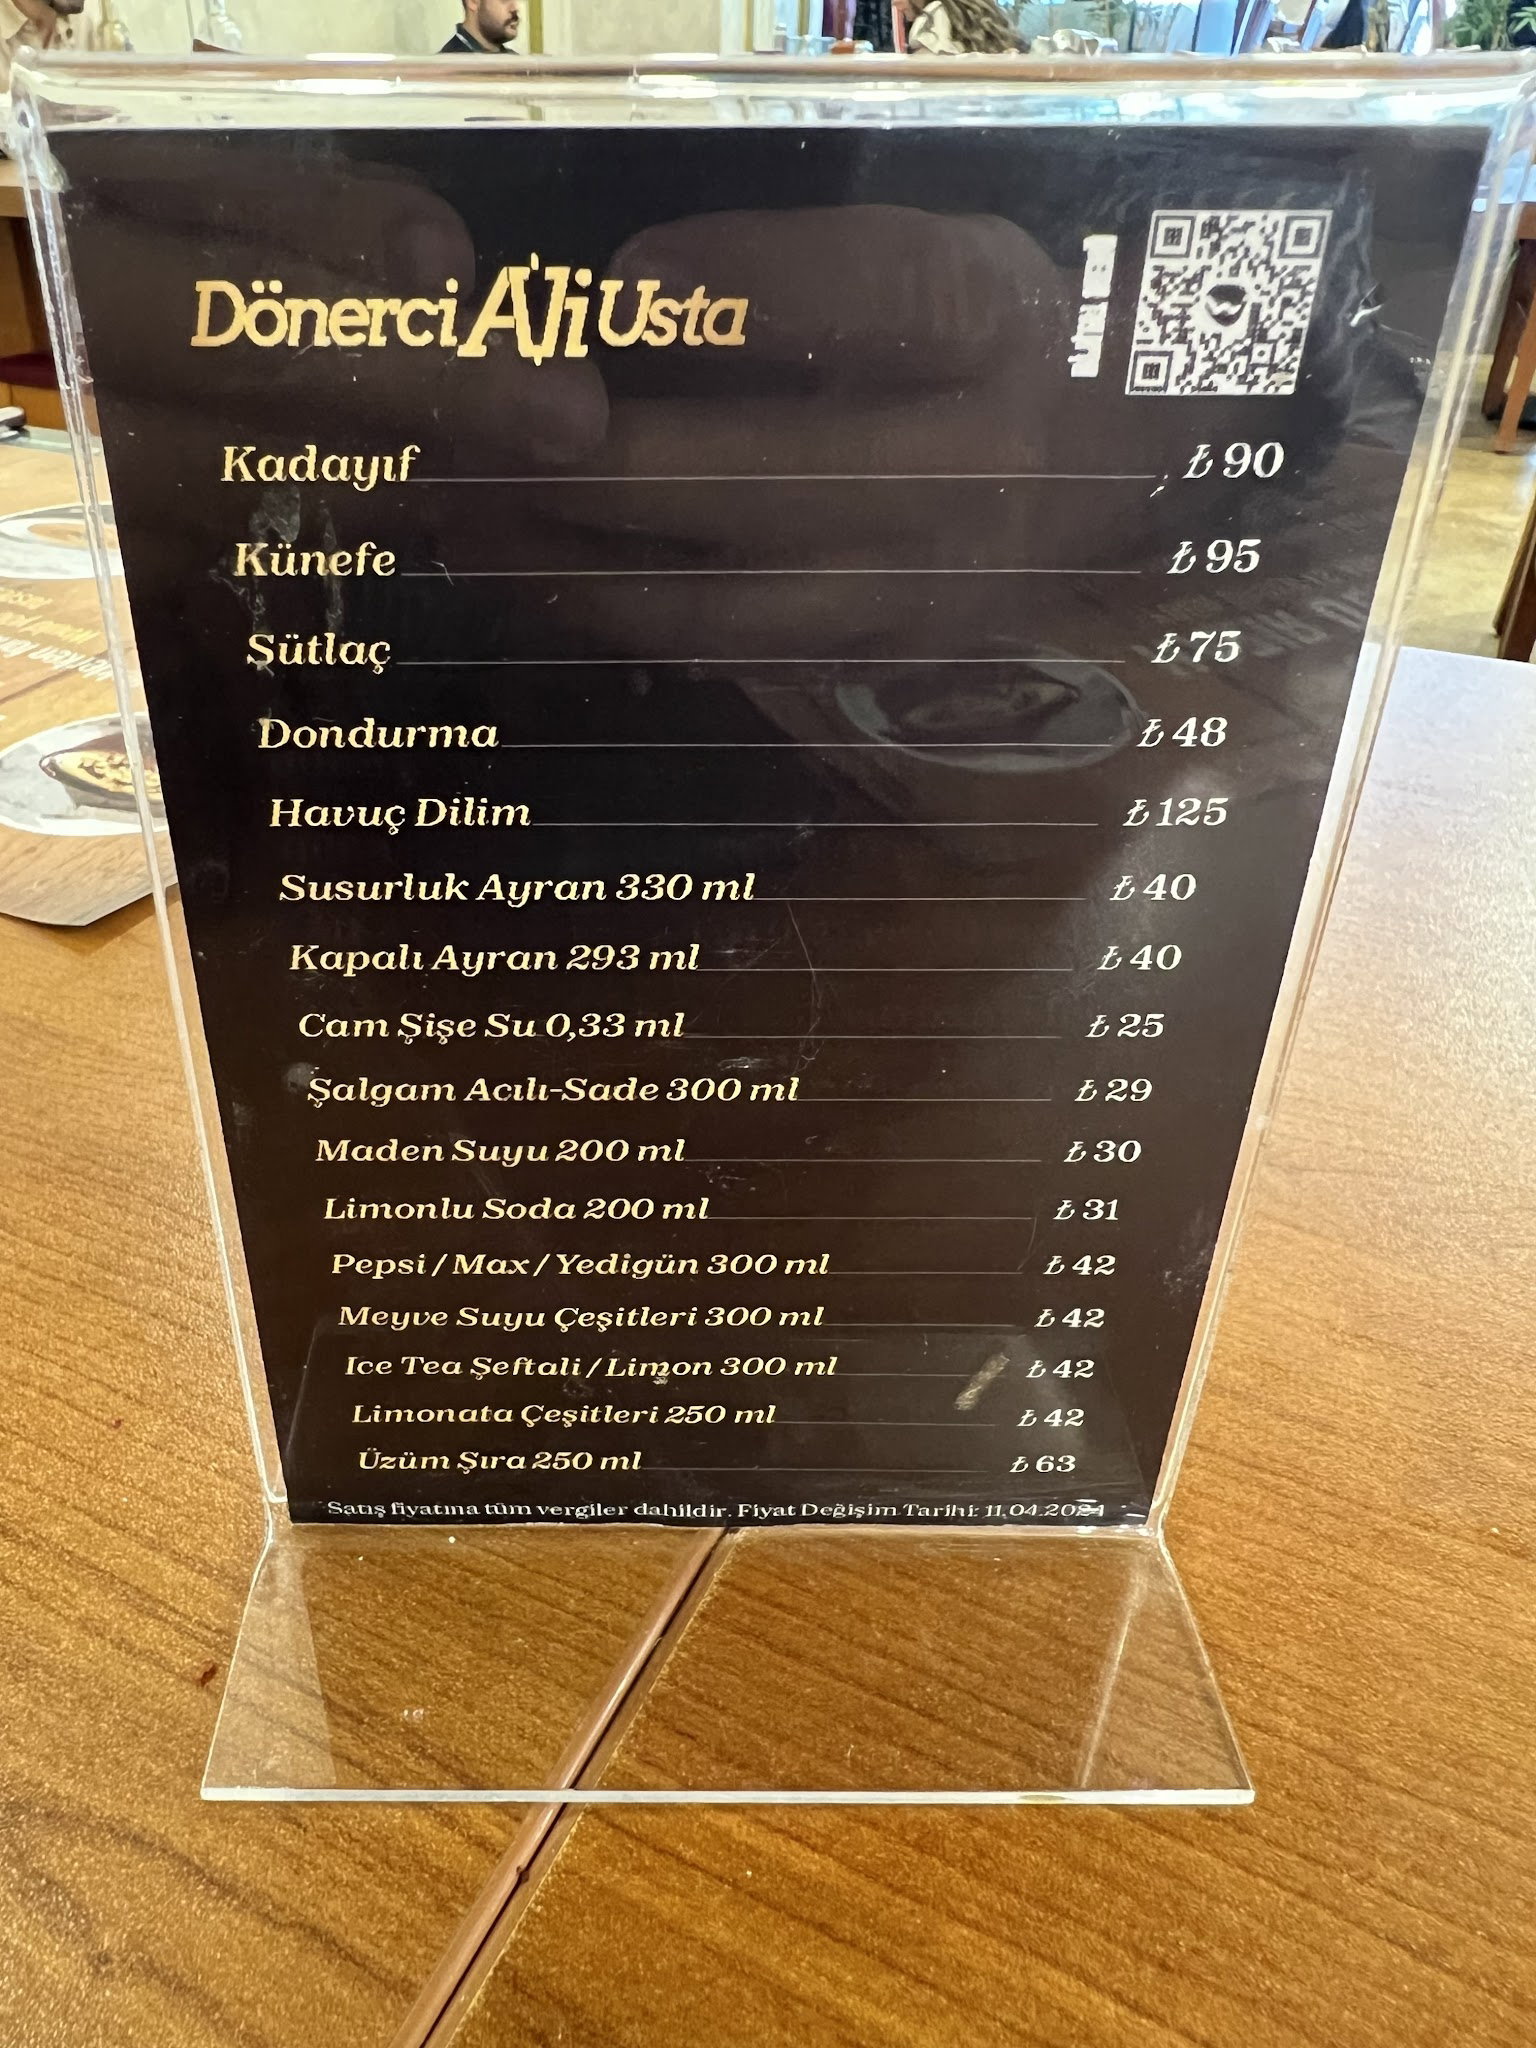 Dönerci Ali Usta
Kadayıf ₺ 90
Künefe ₺ 95
Sütlaç ₺ 75
Dondurma ₺ 48
Havuç Dilim ₺ 125
Susurluk Ayran 330 ml ₺ 40
Kapalı Ayran 293 ml ₺ 40
Cam Şişe Su 0,33 ml ₺ 25
Şalgam Acılı-Sade 300 ml ₺ 29
Maden Suyu 200 ml ₺ 30
Limonlu Soda 200 ml ₺ 31
Pepsi / Max / Yedigün 300 ml ₺ 42
Meyve Suyu Çeşitleri 300 ml ₺ 42
Ice Tea Şeftali / Limon 300 ml ₺ 42
Limonata Çeşitleri 250 ml ₺ 42
Üzüm Şıra 250 ml ₺ 63
Satış fiyatına tüm vergiler dahildir. Fiyat Değişim Tarihi: 11.04.2024